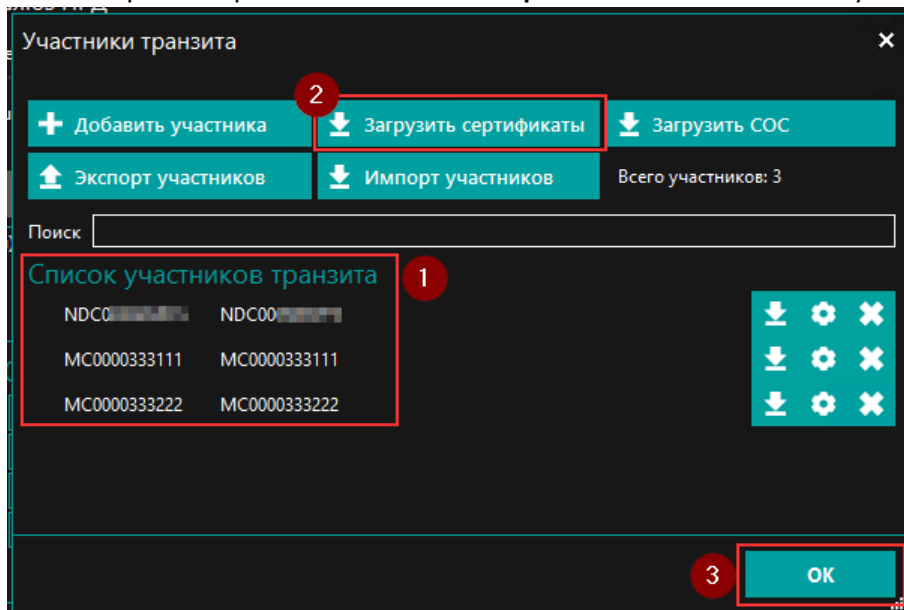 Участники транзита
2
Добавить участника Загрузить сертификаты Загрузить СОС
Экспорт участников Импорт участников Всего участников: 3
Поиск
Список участников транзита 1
MC0000333111 MC0000333111
MC0000333222 MC0000333222
3 ОК